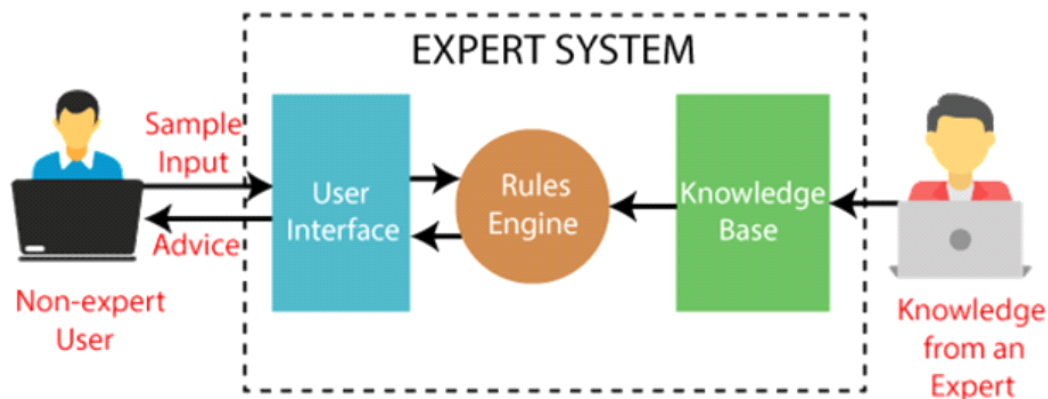 EXPERT SYSTEM
Sample
Input
Advice
Non-expert
User
User
Interface
Rules
Engine
Knowledge
Base
Knowledge
from an
Expert